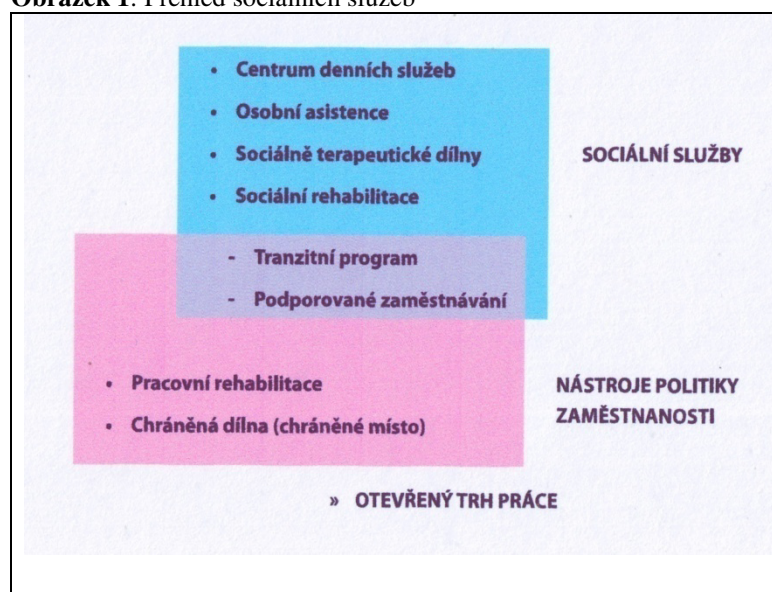 Obrázek 1: Přehled sociálních služeb
• Centrum denních služeb
• Osobní asistence
• Sociálně terapeutické dílny
SOCIÁLNÍ SLUŽBY
• Sociální rehabilitace
- Tranzitní program
- Podporované zaměstnávání
• Pracovní rehabilitace
NÁSTROJE POLITIKY
ZAMĚSTNANOSTI
• Chráněná dílna (chráněné místo)
» OTEVŘENÝ TRH PRÁCE